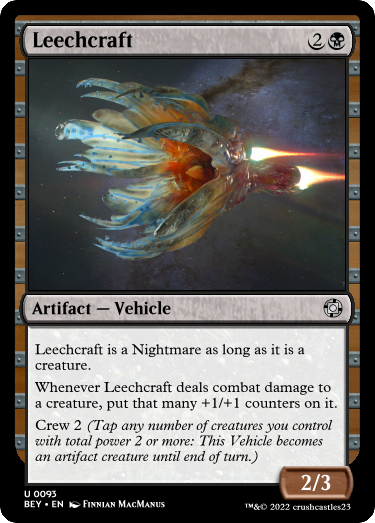 Leechcraft 2
Artifact — Vehicle
Leechcraft is a Nightmare as long as it is a
creature.
Whenever Leechcraft deals combat damage to
a creature, put that many +1/+1 counters on it.
Crew 2 (Tap any number of creatures you control
with total power 2 or more: This Vehicle becomes
an artifact creature until end of turn.)
2/3
U 0093
BEY • EN Finnian MacManus
™&© 2022 crushcastles23